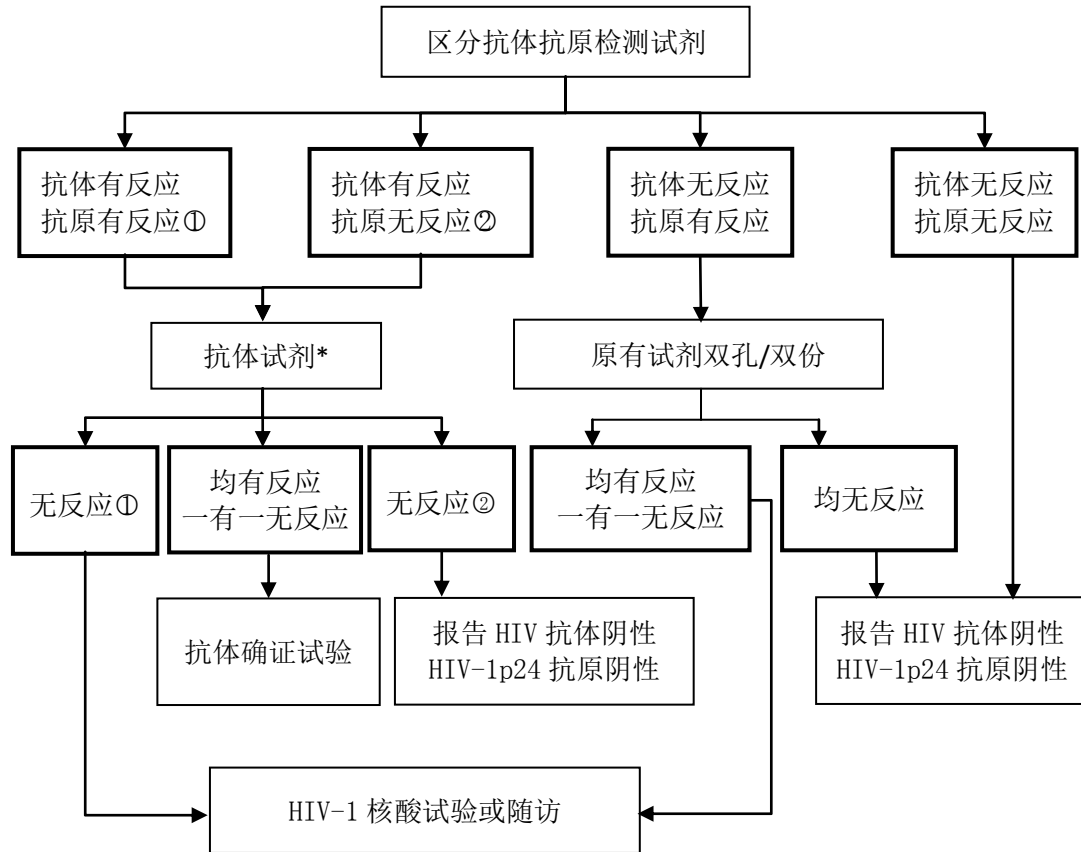 区分抗体抗原检测试剂
抗体有反应
抗原有反应①
抗体有反应
抗原无反应②
抗体无反应
抗原有反应
抗体无反应
抗原无反应
抗体试剂*
原有试剂双孔/双份
无反应①
均有反应
一有一无反应
无反应②
均有反应
一有一无反应
均无反应
抗体确证试验
报告 HIV 抗体阴性
HIV-1p24 抗原阴性
报告 HIV 抗体阴性
HIV-1p24 抗原阴性
HIV-1 核酸试验或随访